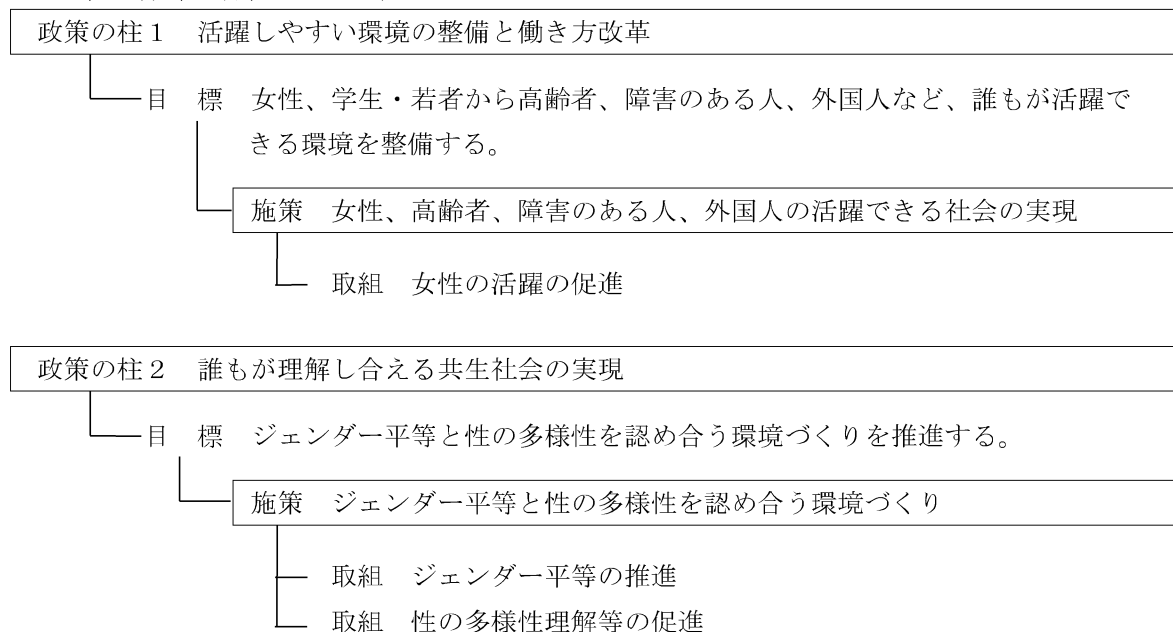 政策の柱1 活躍しやすい環境の整備と働き方改革
目 標 女性、学生・若者から高齢者、障害のある人、外国人など、誰もが活躍で
きる環境を整備する。
施策 女性、高齢者、障害のある人、外国人の活躍できる社会の実現
取組 女性の活躍の促進
政策の柱2 誰もが理解し合える共生社会の実現
目 標 ジェンダー平等と性の多様性を認め合う環境づくりを推進する。
施策 ジェンダー平等と性の多様性を認め合う環境づくり
取組 ジェンダー平等の推進
取組 性の多様性理解等の促進